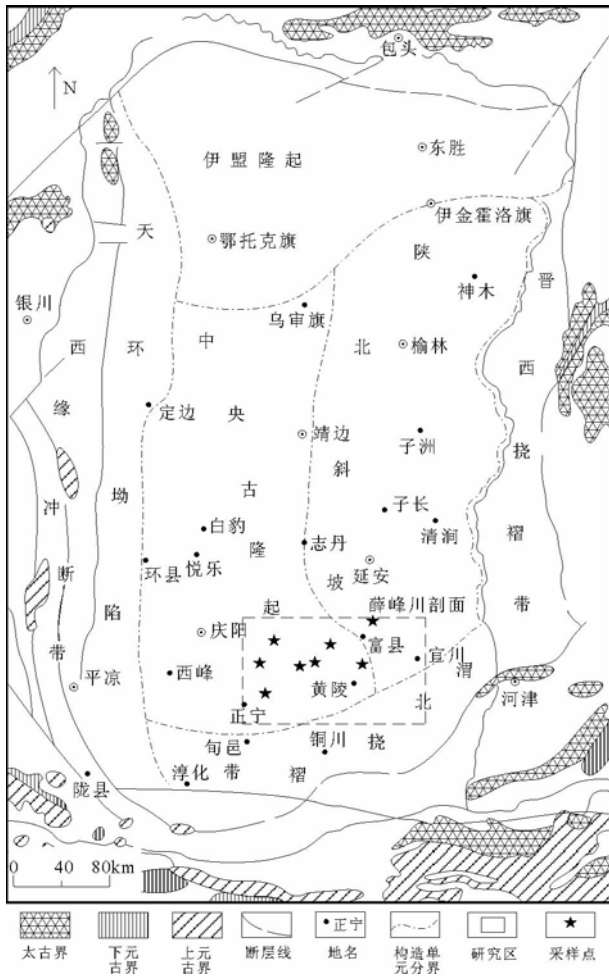 包头
N
东胜
伊盟隆起
伊金霍洛旗
天环坳陷
鄂托克旗
陕北斜坡
神木
晋西挠褶带
银川
乌审旗
西缘冲断带
中央古隆起
榆林
定边
靖边
子洲
子长
白豹
清涧
志丹
悦乐
环县
延安
薛峰川剖面
庆阳
富县
宜川
渭北挠褶带
西峰
平凉
黄陵
河津
正宁
旬邑
铜川
淳化
陇县
0 40 80km
太古界
下元古界
上元古界
断层线
正宁
地名
构造单元分界
研究区
采样点